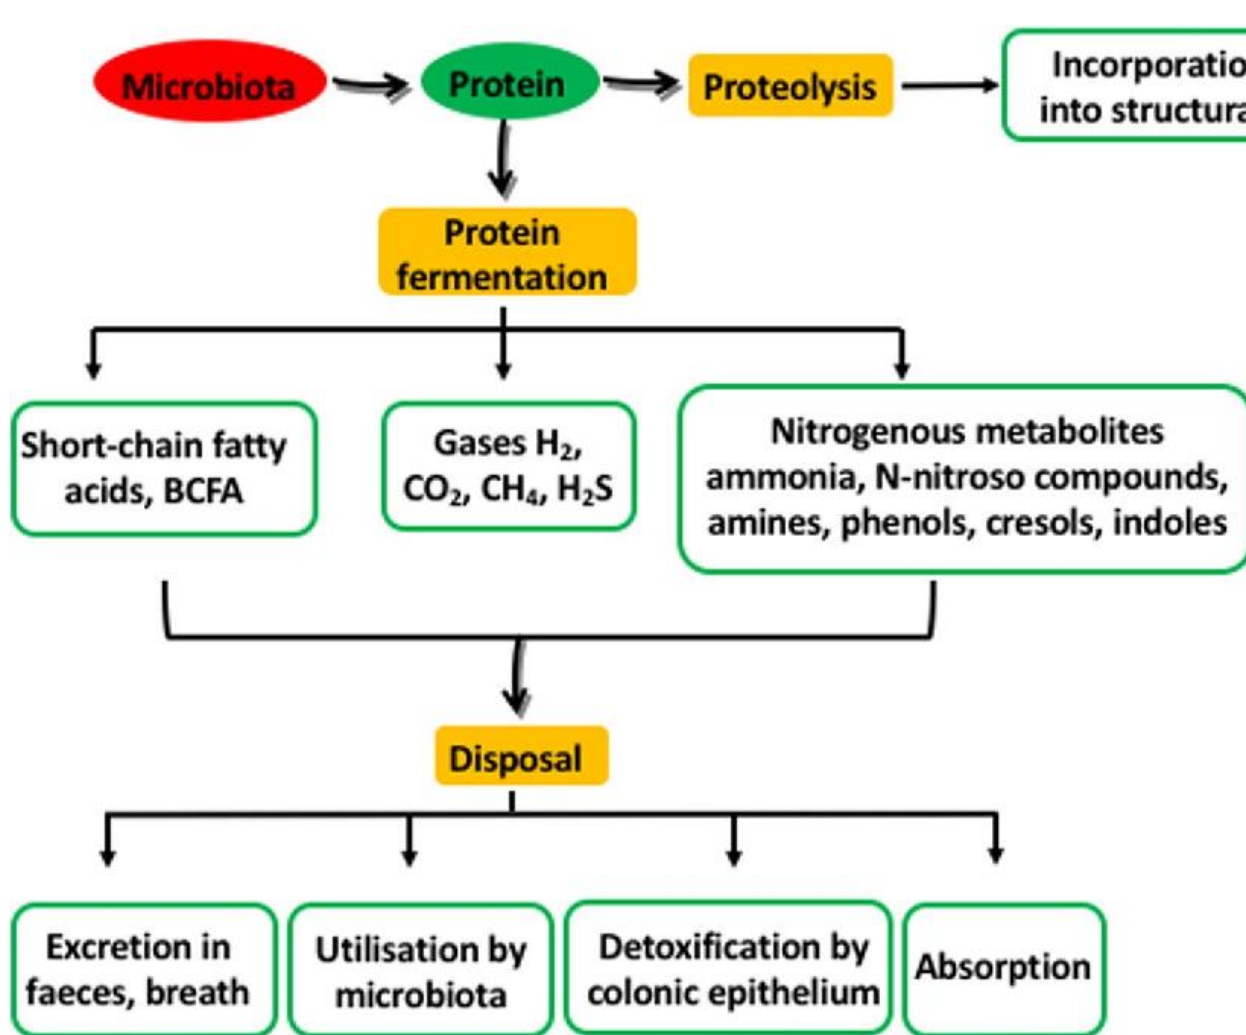 Microbiota
Protein
Proteolysis
into
Protein
fermentation
Short-chain fatty
acids, BCFA
Gases H₂,
CO₂, CH₄, H₂S
Nitrogenous metabolites
ammonia, N-nitroso compounds,
amines, phenols, cresols, indoles
Disposal
Excretion in
faeces, breath
Utilisation by
microbiota
Detoxification by
colonic epithelium
Absorption